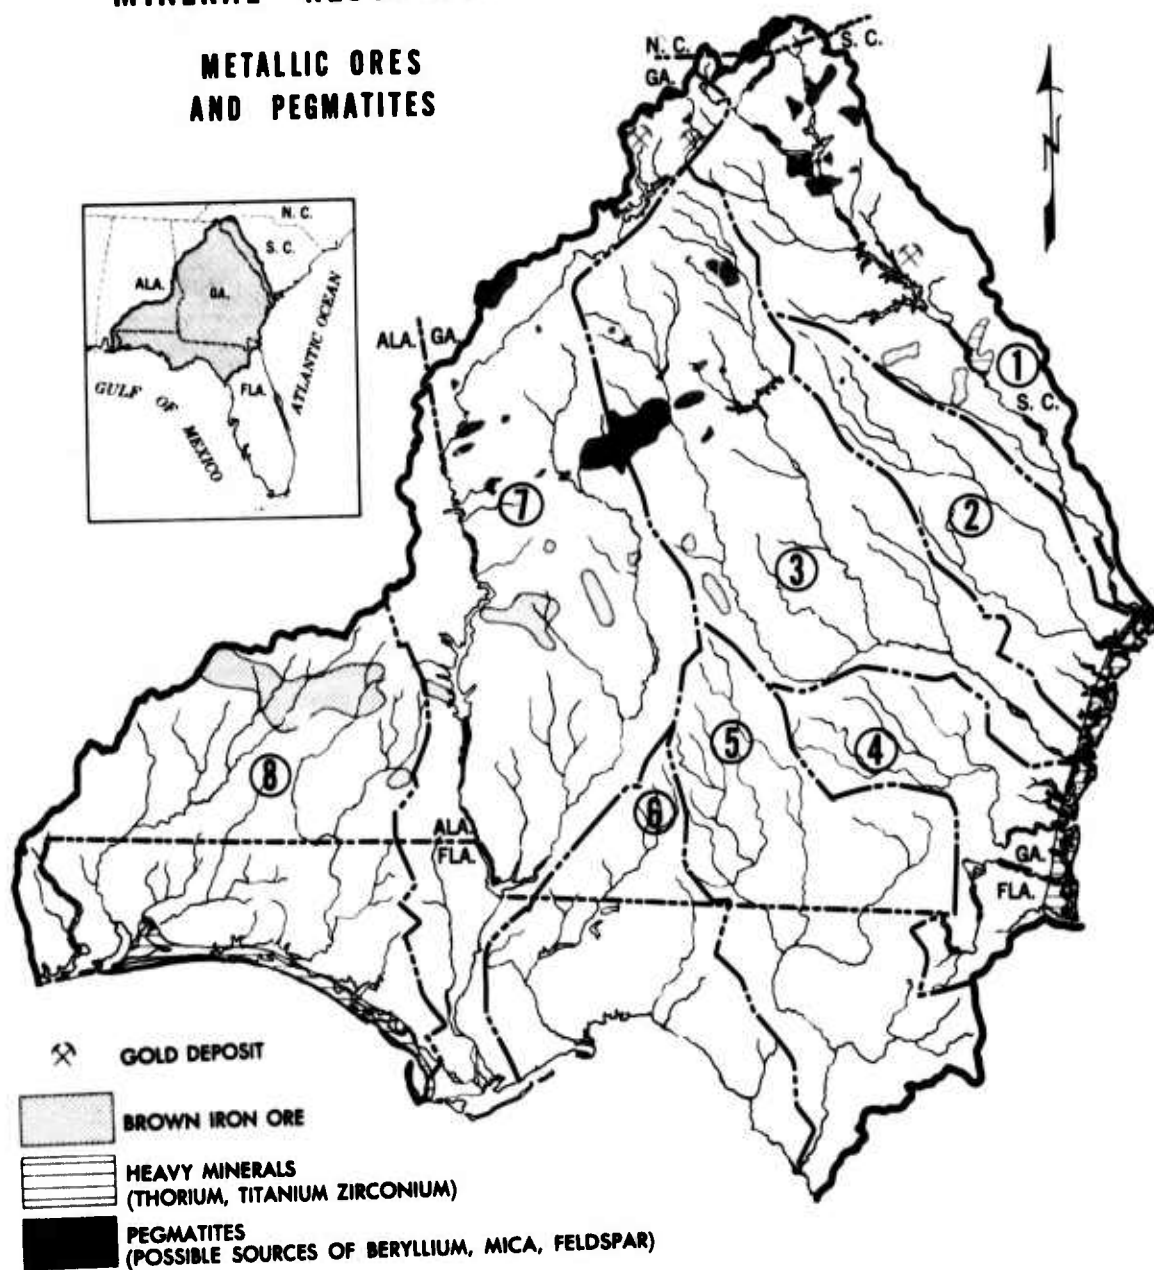 METALLIC ORES
AND PEGMATITES
N. C.
S. C.
GA.
N
N. C.
S. C.
ALA.
GA.
FLA.
ATLANTIC OCEAN
GULF OF MEXICO
ALA.
GA.
1
S. C.
2
3
7
5
4
8
6
ALA.
FLA.
GA.
FLA.
GOLD DEPOSIT
BROWN IRON ORE
HEAVY MINERALS
(THORIUM, TITANIUM ZIRCONIUM)
PEGMATITES
(POSSIBLE SOURCES OF BERYLLIUM, MICA, FELDSPAR)